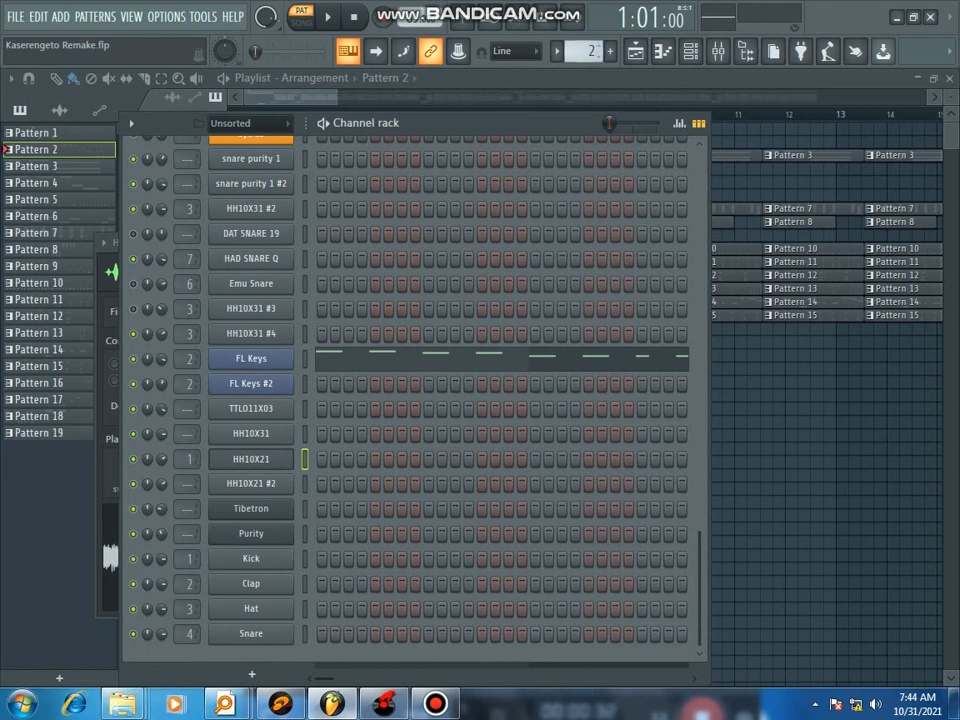 FILE EDIT ADD PATTERNS VIEW OPTIONS TOOLS HELP
PAT
SONG
www.BANDICAM.com
1:01:00
Kaserengeto Remake.flp
Line
2
Playlist - Arrangement › Pattern 2 ›
Unsorted
Channel rack
11 12 13
Pattern 1
Pattern 2
Pattern 3
Pattern 4
Pattern 5
Pattern 6
Pattern 7
Pattern 8
Pattern 9
Pattern 10
Pattern 11
Pattern 12
Pattern 13
Pattern 14
Pattern 15
Pattern 16
Pattern 17
Pattern 18
Pattern 19
snare purity 1
snare purity 1 #2
3 HH10X31 #2
DAT SNARE 19
7 HAD SNARE Q
6 Emu Snare
3 HH10X31 #3
3 HH10X31 #4
2 FL Keys
2 FL Keys #2
TTLO11X03
HH10X31
1 HH10X21
HH10X21 #2
Tibetron
Purity
1 Kick
2 Clap
3 Hat
4 Snare
Pattern 3 Pattern 3
Pattern 7 Pattern 7
Pattern 8 Pattern 8
Pattern 10 Pattern 10
Pattern 11 Pattern 11
Pattern 12 Pattern 12
Pattern 13 Pattern 13
Pattern 14 Pattern 14
Pattern 15 Pattern 15
7:44 AM
10/31/2021